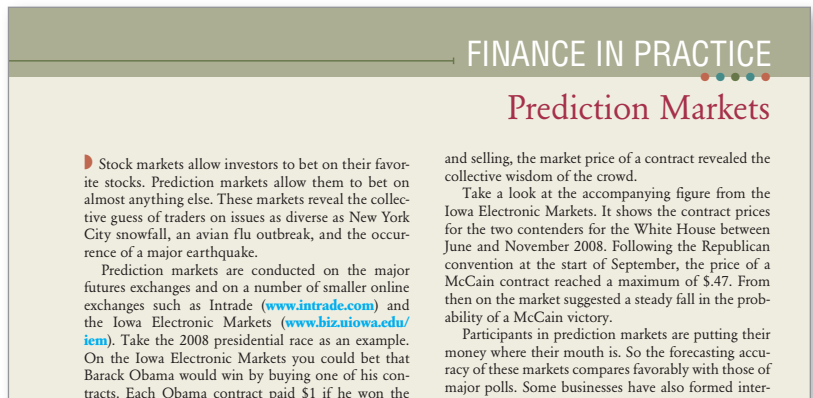 FINANCE IN PRACTICE
Prediction Markets
Stock markets allow investors to bet on their favor-
ite stocks. Prediction markets allow them to bet on
almost anything else. These markets reveal the collec-
tive guess of traders on issues as diverse as New York
City snowfall, an avian flu outbreak, and the occur-
rence of a major earthquake.
Prediction markets are conducted on the major
futures exchanges and on a number of smaller online
exchanges such as Intrade (www.intrade.com) and
the Iowa Electronic Markets (www.biz.uiowa.edu/
iem). Take the 2008 presidential race as an example.
On the Iowa Electronic Markets you could bet that
Barack Obama would win by buying one of his con-
tracts. Each Obama contract paid $1 if he won the
and selling, the market price of a contract revealed the
collective wisdom of the crowd.
Take a look at the accompanying figure from the
Iowa Electronic Markets. It shows the contract prices
for the two contenders for the White House between
June and November 2008. Following the Republican
convention at the start of September, the price of a
McCain contract reached a maximum of $.47. From
then on the market suggested a steady fall in the prob-
ability of a McCain victory.
Participants in prediction markets are putting their
money where their mouth is. So the forecasting accu-
racy of these markets compares favorably with those of
major polls. Some businesses have also formed inter-